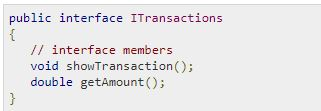 public interface ITransactions
{
   // interface members
   void showTransaction();
   double getAmount();
}